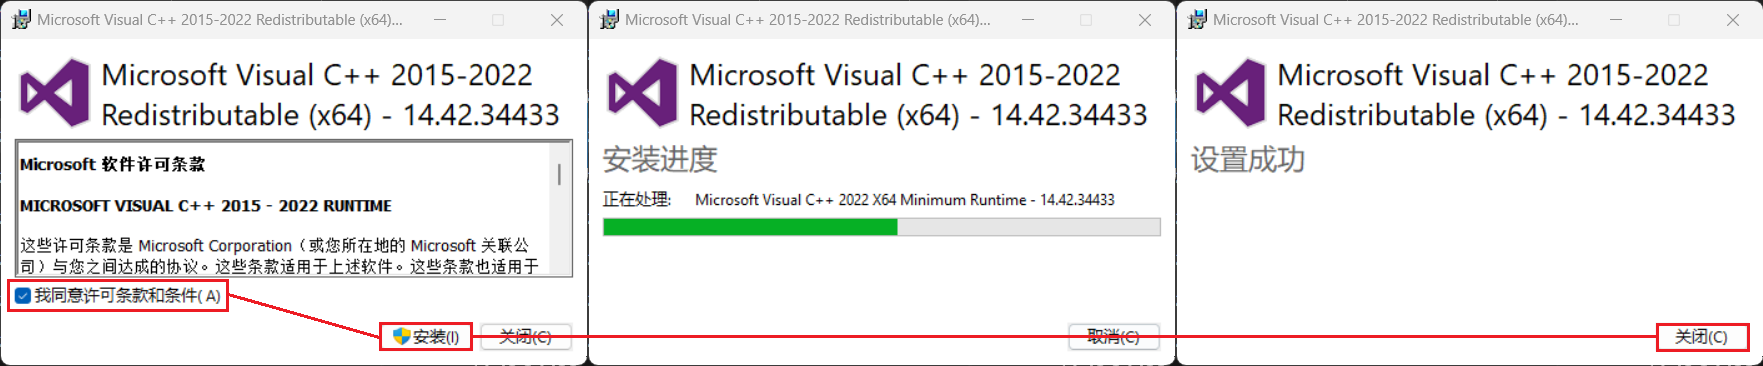 Microsoft Visual C++ 2015-2022 Redistributable (x64)...
Microsoft Visual C++ 2015-2022
Redistributable (x64) - 14.42.34433
Microsoft 软件许可条款
MICROSOFT VISUAL C++ 2015 - 2022 RUNTIME
这些许可条款是 Microsoft Corporation（或您所在地的 Microsoft 关联公
司）与您之间达成的协议。这些条款适用于上述软件。这些条款也适用于
我同意许可条款和条件(A)
安装(I)
关闭(C)
Microsoft Visual C++ 2015-2022 Redistributable (x64)...
Microsoft Visual C++ 2015-2022
Redistributable (x64) - 14.42.34433
安装进度
正在处理: Microsoft Visual C++ 2022 X64 Minimum Runtime - 14.42.34433
取消(C)
Microsoft Visual C++ 2015-2022 Redistributable (x64)...
Microsoft Visual C++ 2015-2022
Redistributable (x64) - 14.42.34433
设置成功
关闭(C)